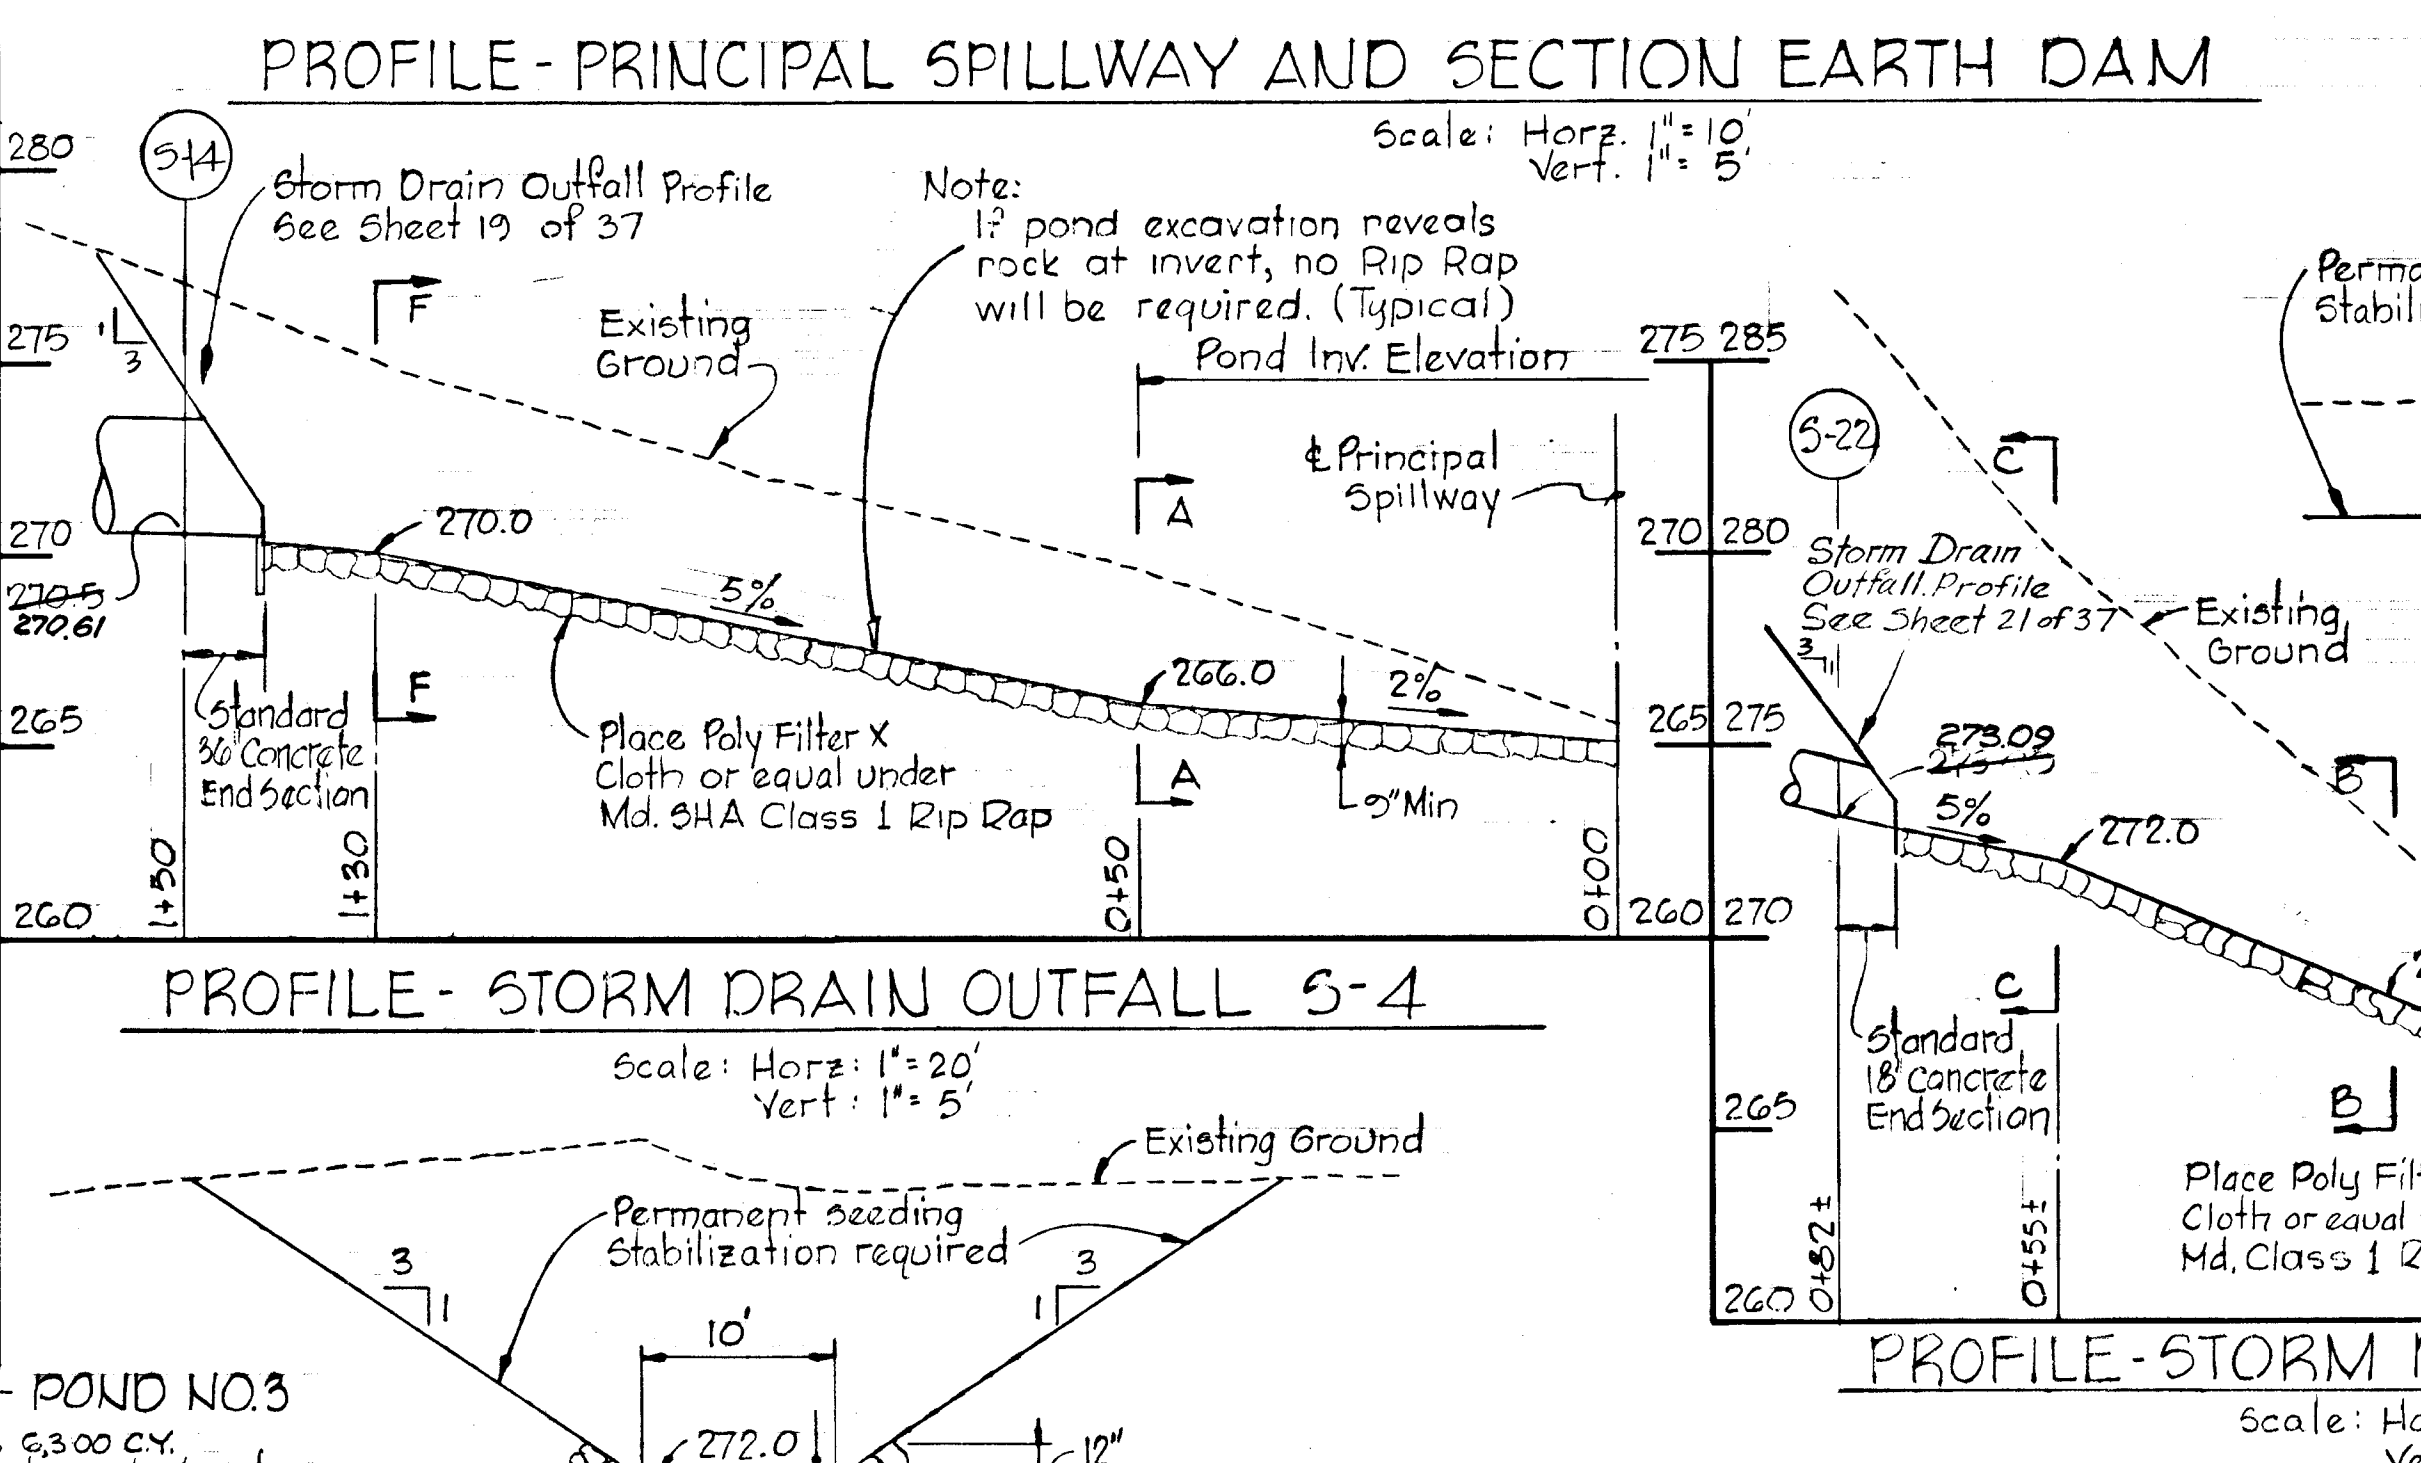 PROFILE - PRINCIPAL SPILLWAY AND SECTION EARTH DAM
Scale: Horz. 1"=10'
Vert. 1"= 5'
280
S-4
Storm Drain Outfall Profile
See Sheet 19 of 37
Note:
If pond excavation reveals
rock at invert, no Rip Rap
will be required. (Typical)
Pond Inv. Elevation
F
Existing
Ground
275
1
3
275 285
℄ Principal
Spillway
A
270
270.0
270.5
270.61
5%
270 280
266.0
2%
F
Standard
36" Concrete
End Section
265
Place Poly Filter X
Cloth or equal under
Md. SHA Class 1 Rip Rap
A
9" Min
265 275
260
1+50
1+30
0+50
0+00
260 270
PROFILE - STORM DRAIN OUTFALL S-4
Scale: Horz: 1"=20'
Vert: 1"= 5'
Existing Ground
Permanent Seeding
Stabilization required
3
1
3
1
10'
272.0
12"
- POND NO.3
6,300 C.Y.
S-22
C
Storm Drain
Outfall Profile
See Sheet 21 of 37
3
1
Existing
Ground
273.09
5%
272.0
B
C
Standard
18" Concrete
End Section
265
B
Place Poly Fil
Cloth or equal
Md. Class 1 R
0+82±
0+55±
260
PROFILE - STORM
Scale: Ho
Ve
Perma
Stabili